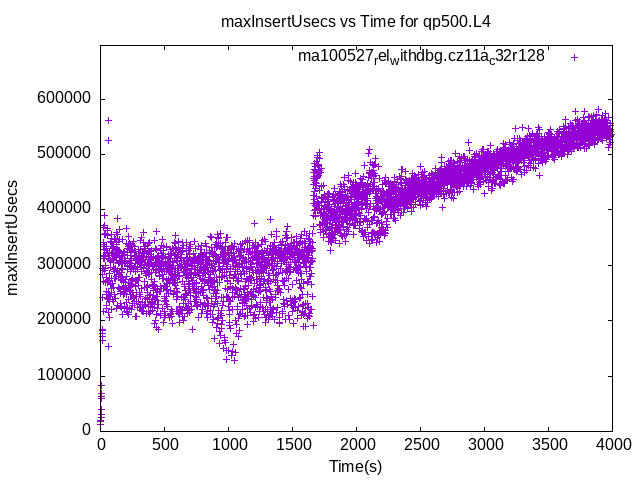 maxInsertUsecs vs Time for qp500.L4
ma100527relwithdbg.cz11ac32r128
600000
500000
400000
300000
200000
100000
0
maxInsertUsecs
0 500 1000 1500 2000 2500 3000 3500 4000
Time(s)